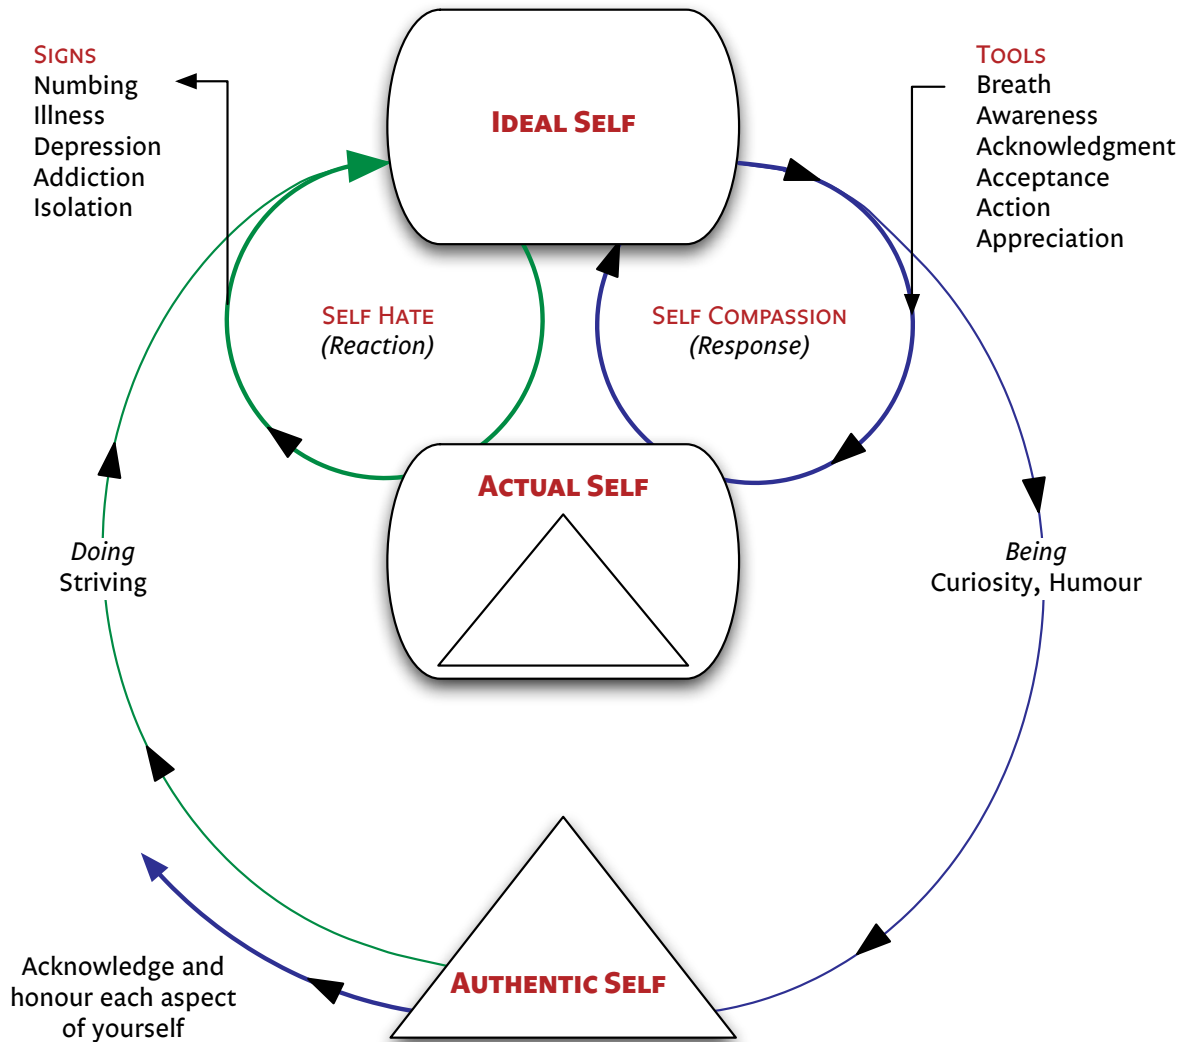 SIGNS
Numbing
Illness
Depression
Addiction
Isolation
IDEAL SELF
TOOLS
Breath
Awareness
Acknowledgment
Acceptance
Action
Appreciation
SELF HATE
(Reaction)
SELF COMPASSION
(Response)
ACTUAL SELF
Doing
Striving
Being
Curiosity, Humour
Acknowledge and
honour each aspect
of yourself
AUTHENTIC SELF